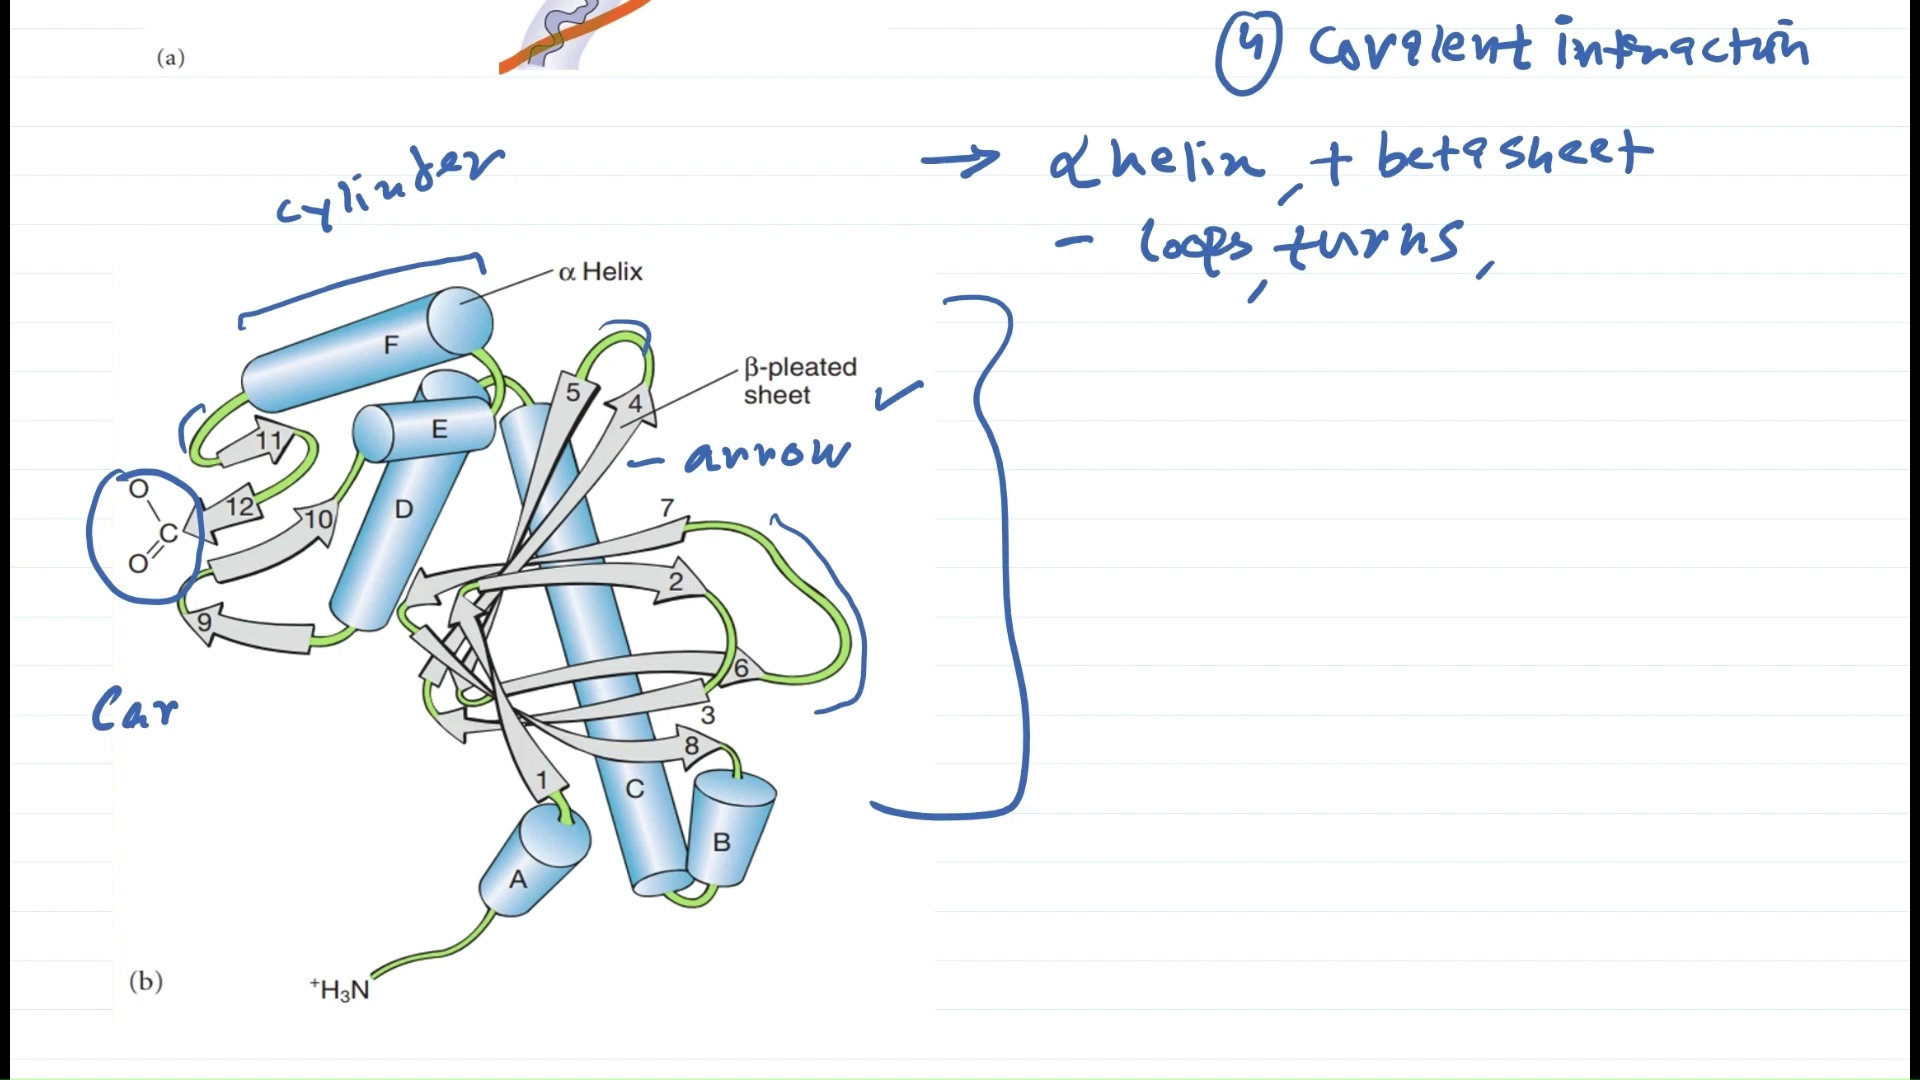 (a)
④ Covalent interaction
→ α helix, + beta sheet
- loops, turns,
cylinder
α Helix
F
β-pleated
sheet
5
4
E
11
- arrow
O
12
10
D
7
C
O
2
9
6
Car
3
8
1
C
B
A
(b)
+H3N